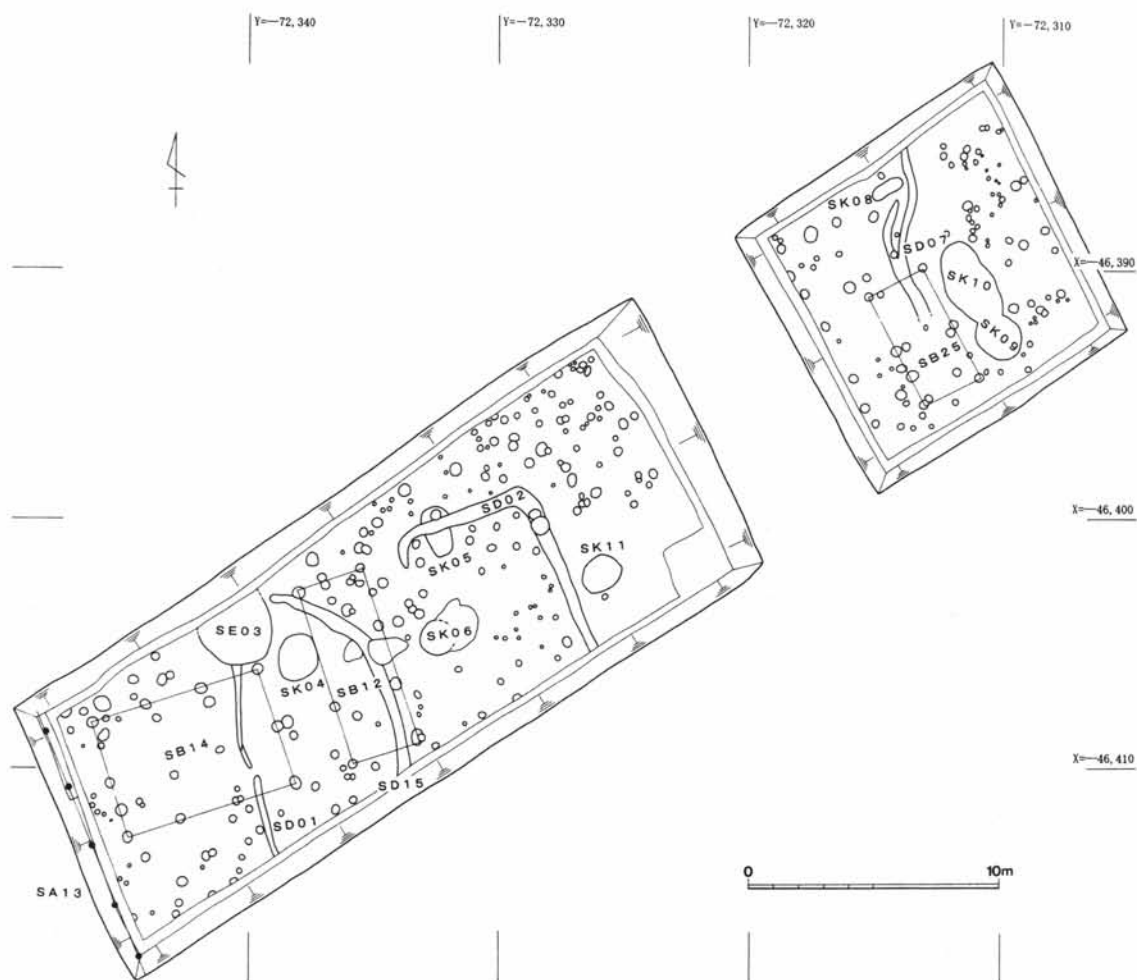 Y=-72,340
Y=-72,330
Y=-72,320
Y=-72,310
SK08
SD07
X=-46,390
SK10
SK09
SB25
SD02
X=-46,400
SK05
SK11
SE03
SK06
SK04
SB12
SB14
X=-46,410
SD15
SD01
0
10m
SA13